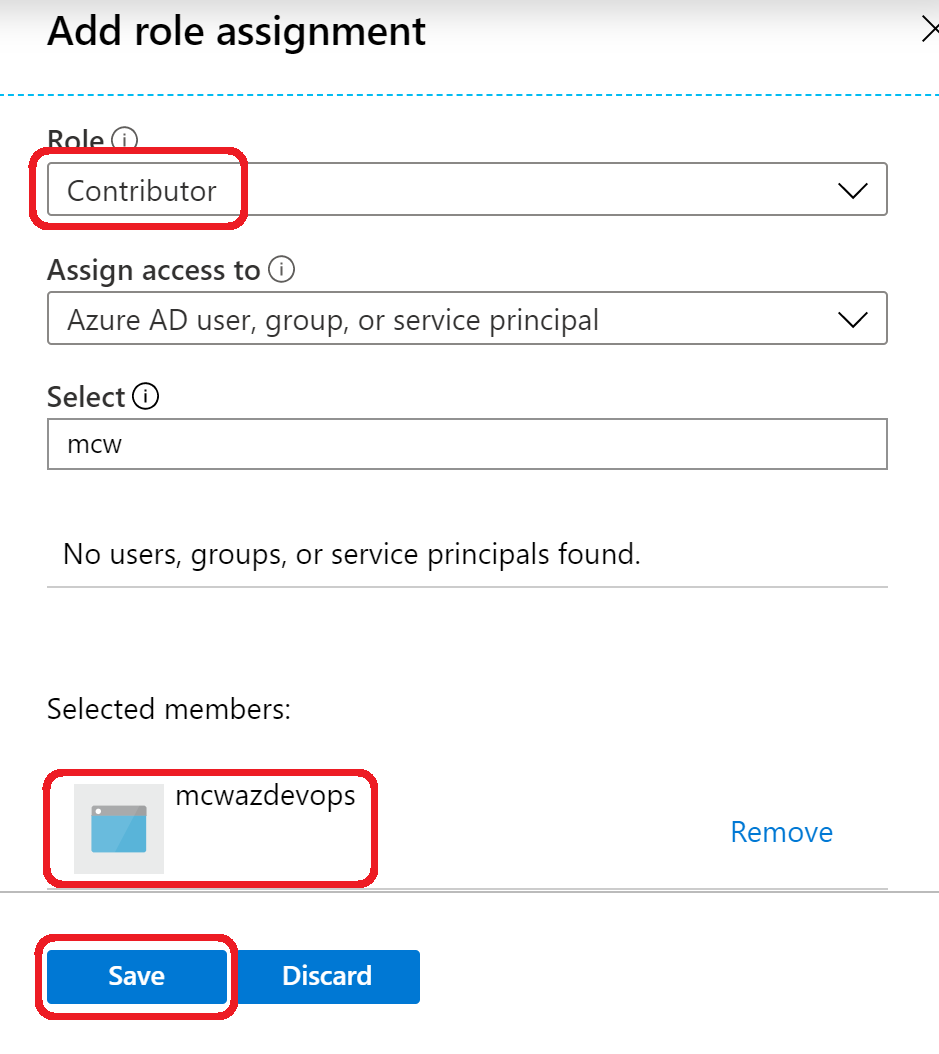 Add role assignment
Role
Contributor
Assign access to
Azure AD user, group, or service principal
Select
mcw
No users, groups, or service principals found.
Selected members:
mcwazdevops
Remove
Save
Discard